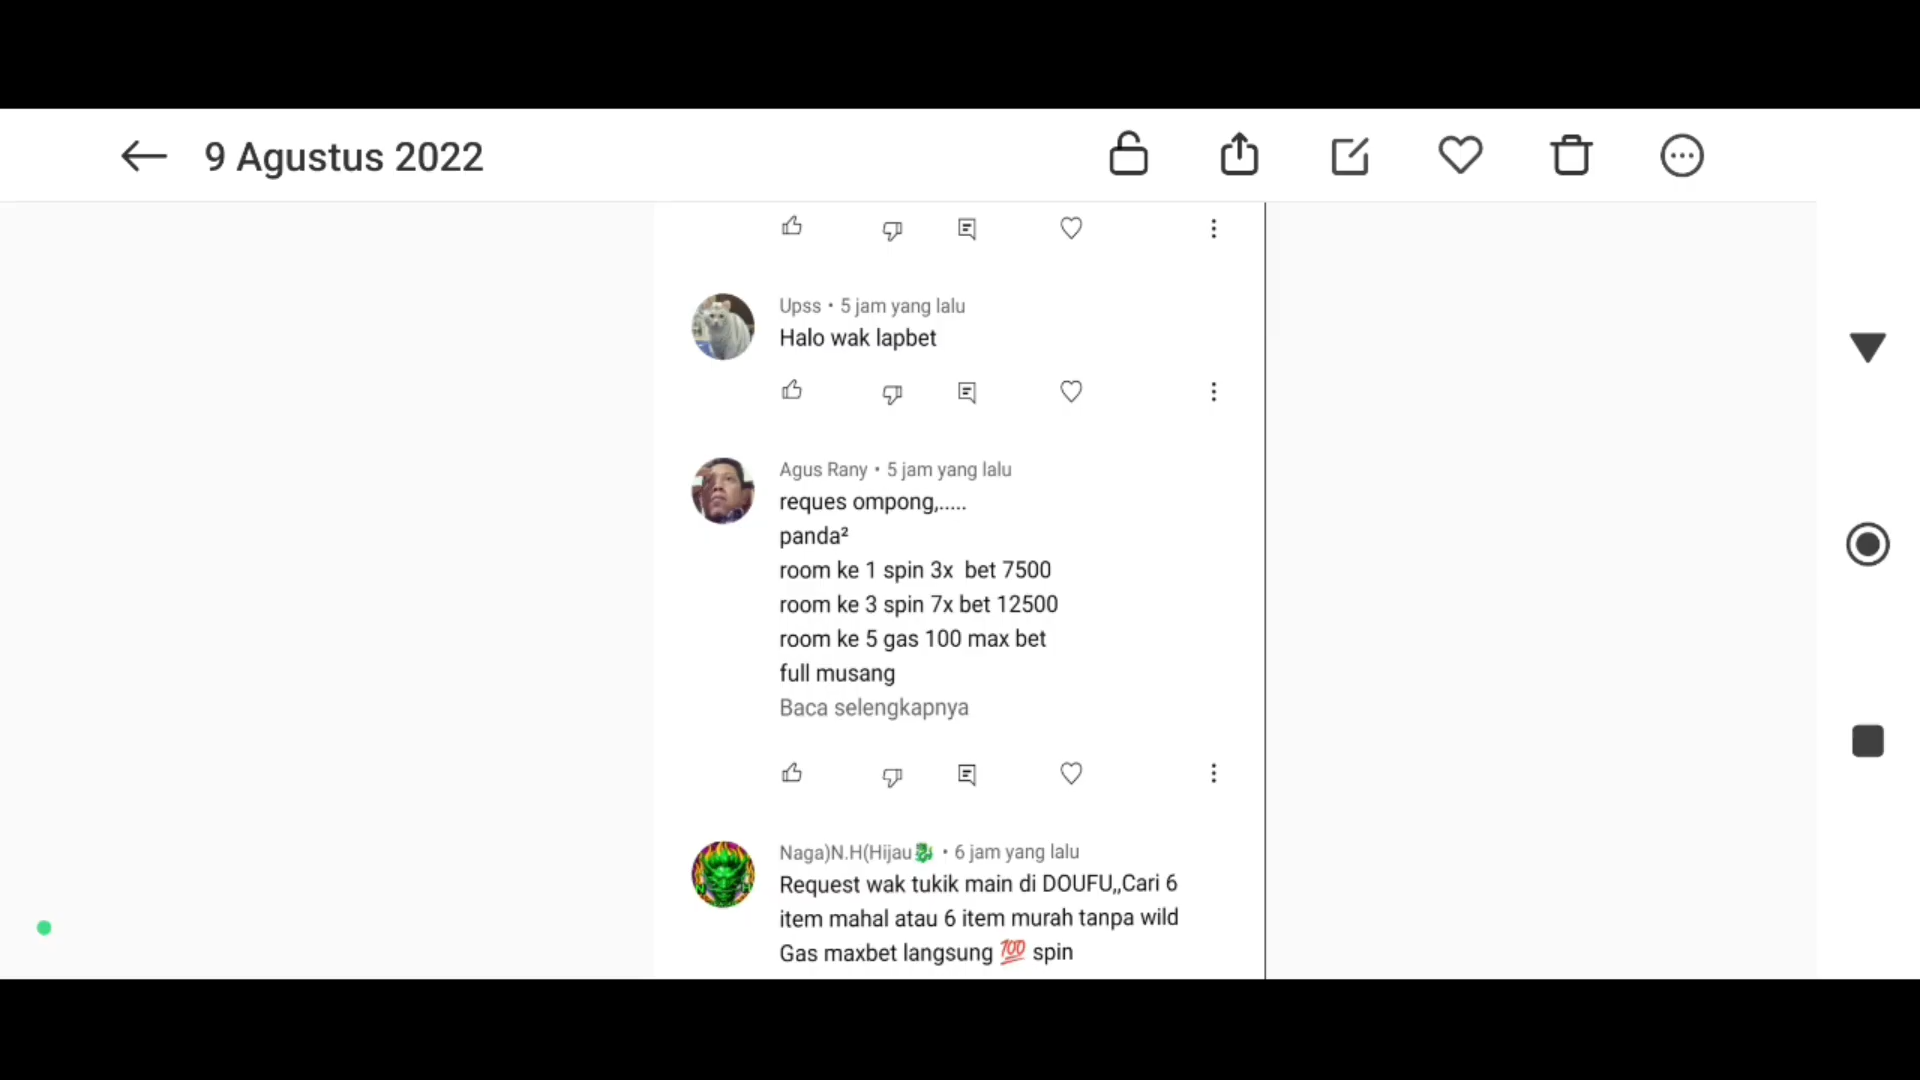 9 Agustus 2022
Upss • 5 jam yang lalu
Halo wak lapbet
Agus Rany • 5 jam yang lalu
reques ompong,.....
panda²
room ke 1 spin 3x  bet 7500
room ke 3 spin 7x bet 12500
room ke 5 gas 100 max bet
full musang
Baca selengkapnya
Naga)N.H(Hijau🐉 • 6 jam yang lalu
Request wak tukik main di DOUFU,,Cari 6
item mahal atau 6 item murah tanpa wild
Gas maxbet langsung 💯 spin